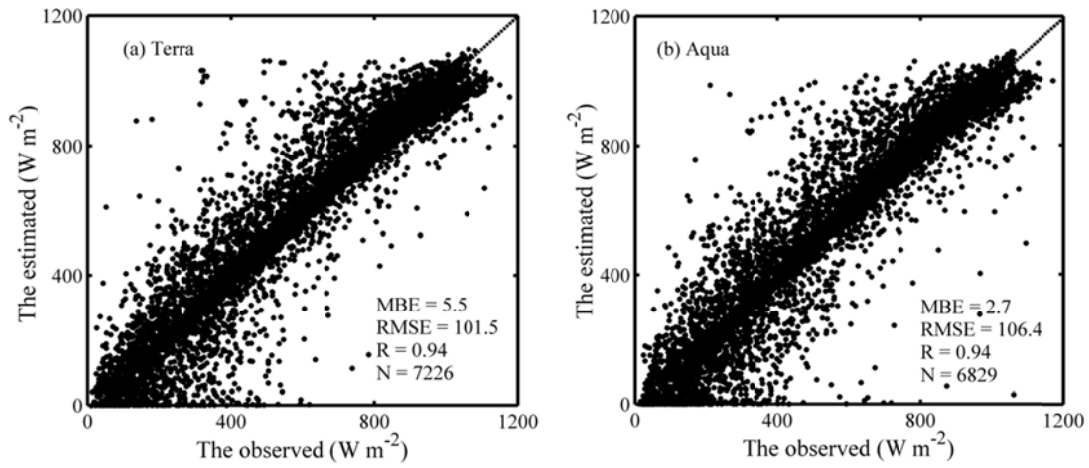 (a) Terra
The estimated (W m-2)
1200
800
400
0
MBE = 5.5
RMSE = 101.5
R = 0.94
N = 7226
0 400 800 1200
The observed (W m-2)
(b) Aqua
The estimated (W m-2)
1200
800
400
0
MBE = 2.7
RMSE = 106.4
R = 0.94
N = 6829
0 400 800 1200
The observed (W m-2)